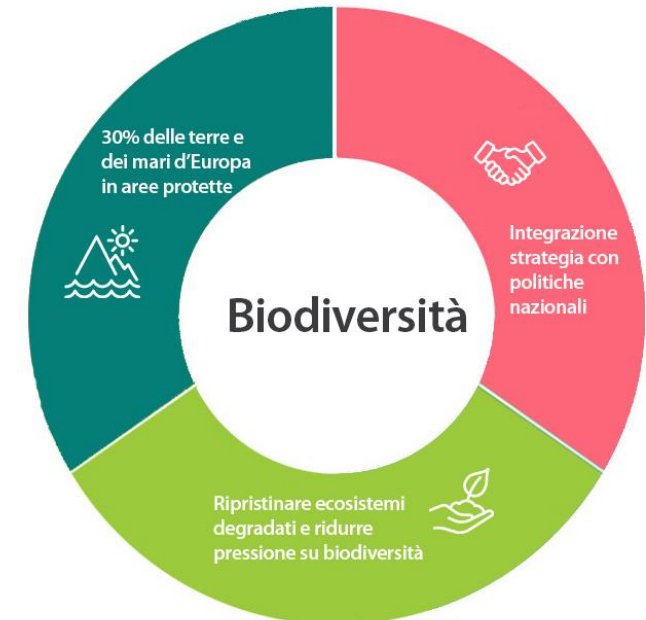 30% delle terre e
dei mari d'Europa
in aree protette
Integrazione
strategia con
politiche
nazionali
Biodiversità
Ripristinare ecosistemi
degradati e ridurre
pressione su biodiversità